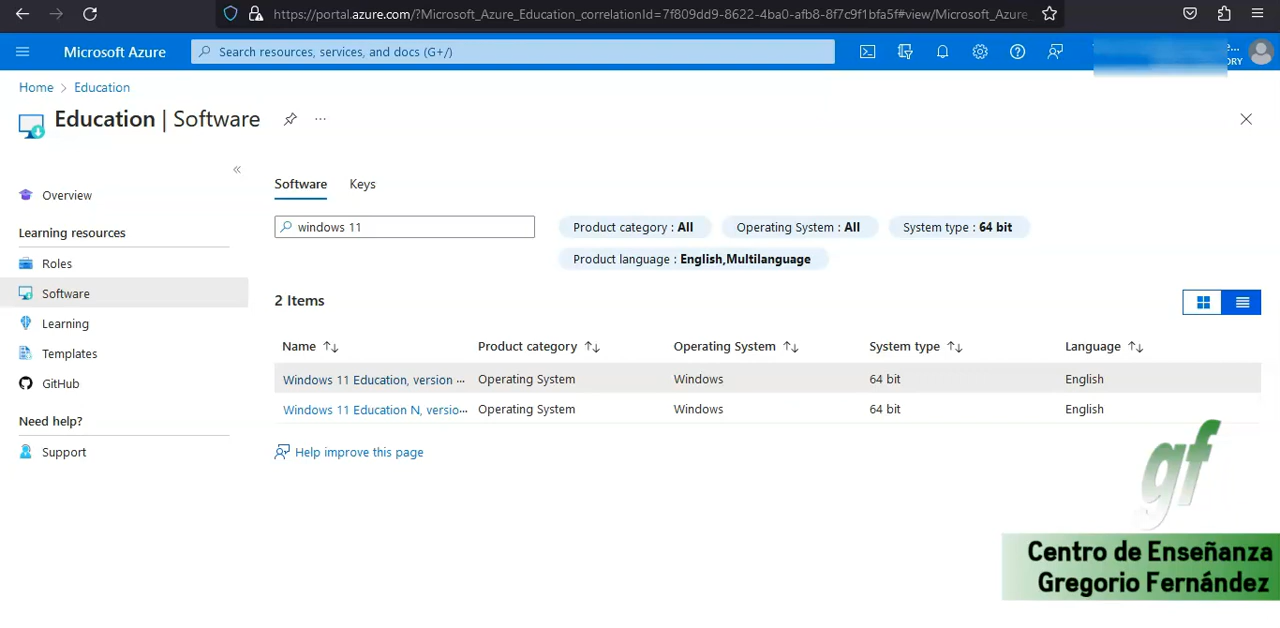 https://portal.azure.com/?Microsoft_Azure_Education_correlationId=7f809dd9-8622-4ba0-afb8-8f7c9f1bfa5f#view/Microsoft_Azure_
Microsoft Azure
Search resources, services, and docs (G+/)
e...
ORY
Home > Education
Education | Software
...
«
Software Keys
Overview
windows 11
Product category : All
Operating System : All
System type : 64 bit
Learning resources
Product language : English,Multilanguage
Roles
Software
2 Items
Learning
Name Product category Operating System System type Language
Templates
Windows 11 Education, version ... Operating System Windows 64 bit English
GitHub
Windows 11 Education N, versio... Operating System Windows 64 bit English
Need help?
Support
Help improve this page
gf
Centro de Enseñanza
Gregorio Fernández